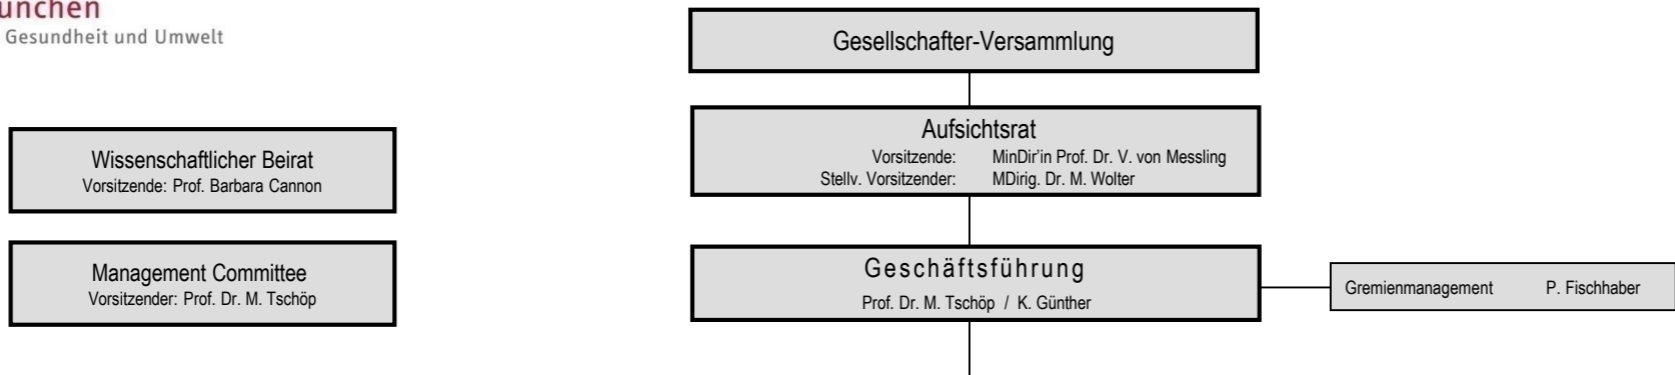 München
Gesundheit und Umwelt
Gesellschafter-Versammlung
Aufsichtsrat
Vorsitzende: MinDir'in Prof. Dr. V. von Messling
Stellv. Vorsitzender: MDirig. Dr. M. Wolter
Wissenschaftlicher Beirat
Vorsitzende: Prof. Barbara Cannon
Management Committee
Vorsitzender: Prof. Dr. M. Tschöp
Geschäftsführung
Prof. Dr. M. Tschöp / K. Günther
Gremienmanagement P. Fischhaber